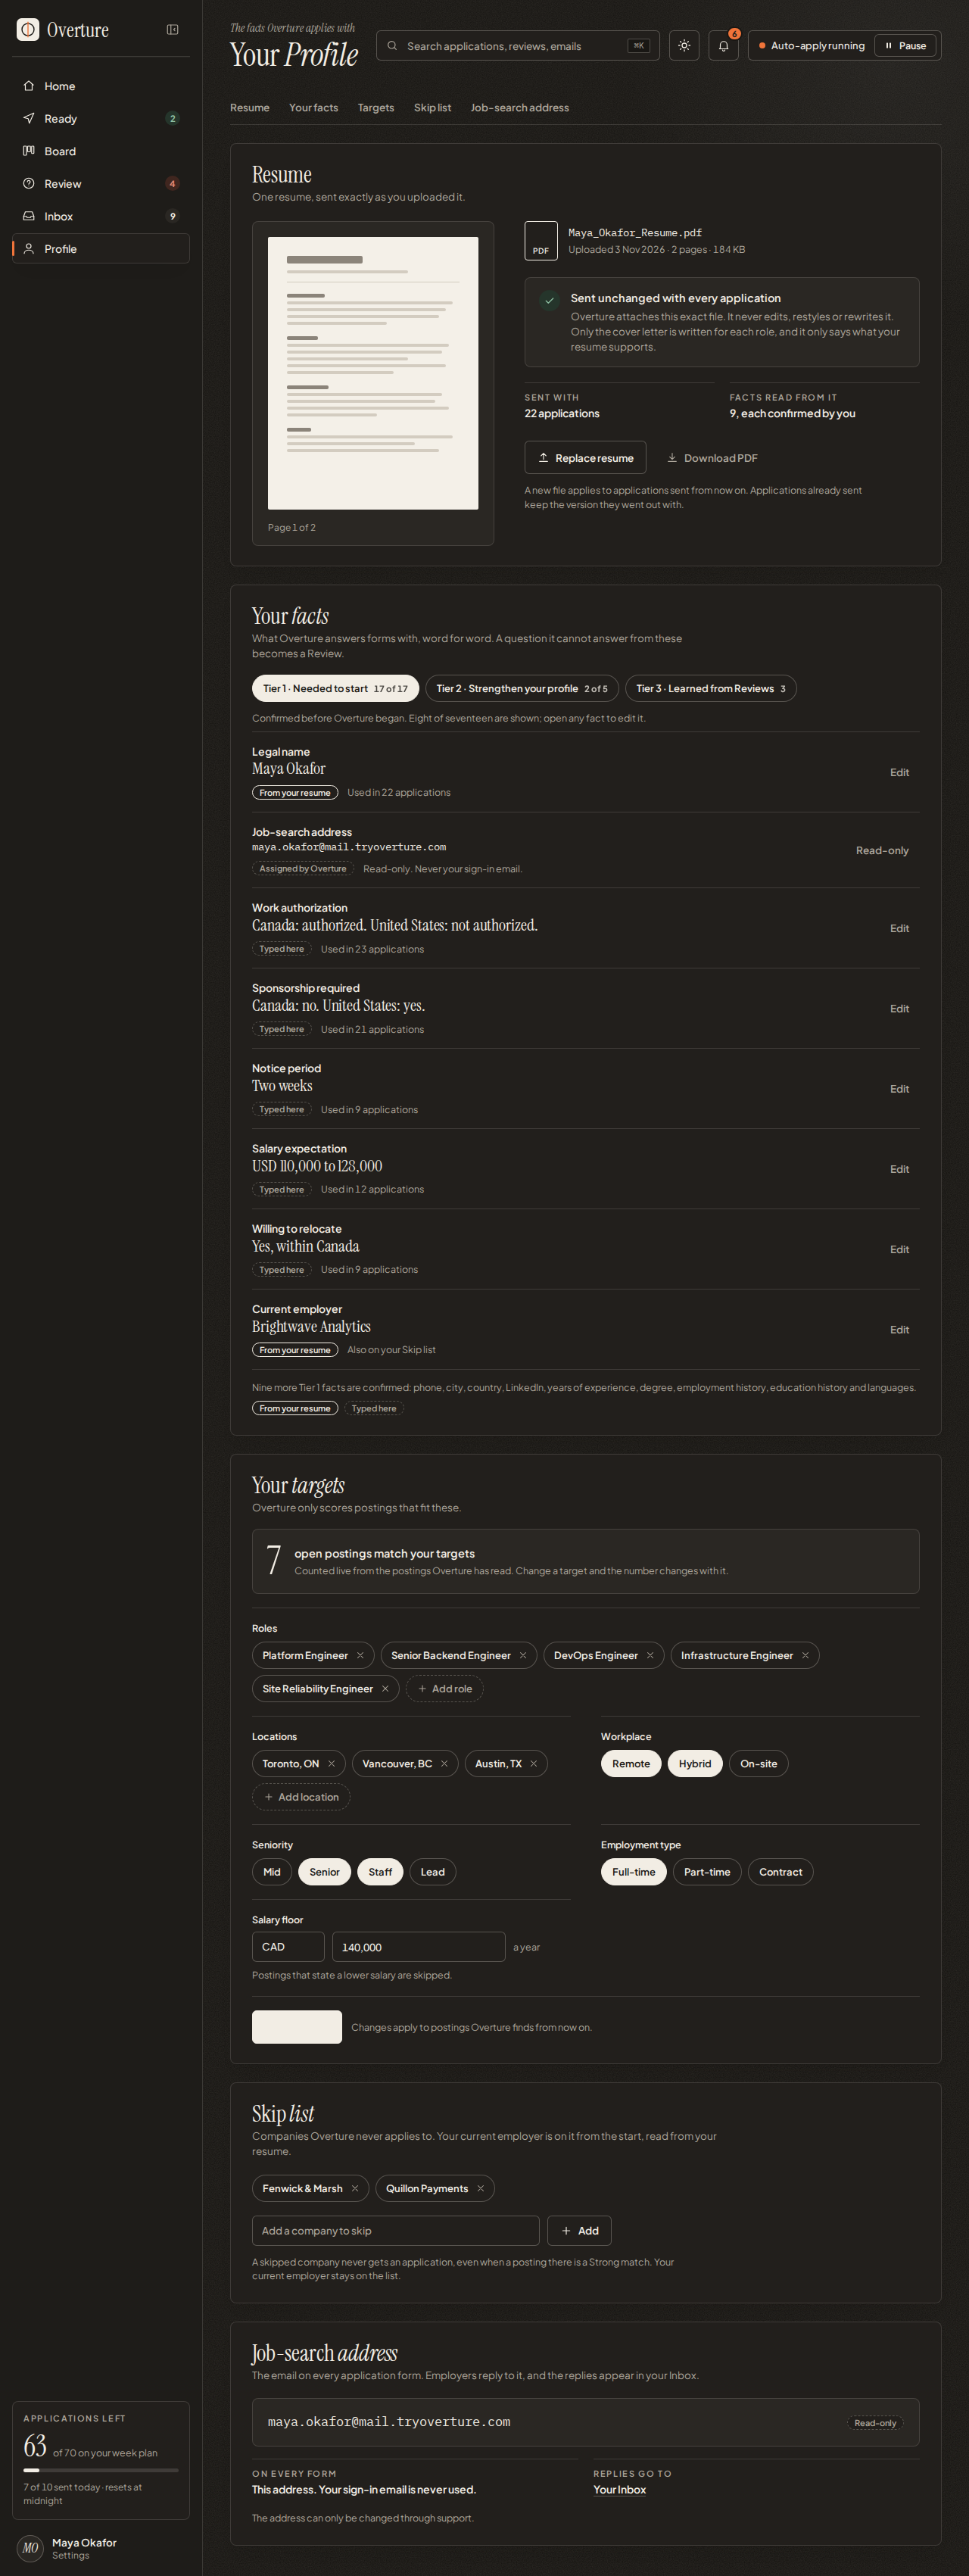 Overture
Home
Ready 2
Board
Review 4
Inbox 9
Profile
The facts Overture applies with
Your Profile
Search applications, reviews, emails ⌘K
6
Auto-apply running
Pause
Resume Your facts Targets Skip list Job-search address
Resume
One resume, sent exactly as you uploaded it.
Page 1 of 2
PDF
Maya_Okafor_Resume.pdf
Uploaded 3 Nov 2026 · 2 pages · 184 KB
Sent unchanged with every application
Overture attaches this exact file. It never edits, restyles or rewrites it.
Only the cover letter is written for each role, and it only says what your
resume supports.
SENT WITH
22 applications
FACTS READ FROM IT
9, each confirmed by you
Replace resume
Download PDF
A new file applies to applications sent from now on. Applications already sent
keep the version they went out with.
Your facts
What Overture answers forms with, word for word. A question it cannot answer from these
becomes a Review.
Tier 1 · Needed to start 17 of 17
Tier 2 · Strengthen your profile 2 of 5
Tier 3 · Learned from Reviews 3
Confirmed before Overture began. Eight of seventeen are shown; open any fact to edit it.
Legal name
Maya Okafor
From your resume Used in 22 applications
Edit
Job-search address
maya.okafor@mail.tryoverture.com
Assigned by Overture Read-only. Never your sign-in email.
Read-only
Work authorization
Canada: authorized. United States: not authorized.
Typed here Used in 23 applications
Edit
Sponsorship required
Canada: no. United States: yes.
Typed here Used in 21 applications
Edit
Notice period
Two weeks
Typed here Used in 9 applications
Edit
Salary expectation
USD 110,000 to 128,000
Typed here Used in 12 applications
Edit
Willing to relocate
Yes, within Canada
Typed here Used in 9 applications
Edit
Current employer
Brightwave Analytics
From your resume Also on your Skip list
Edit
Nine more Tier 1 facts are confirmed: phone, city, country, LinkedIn, years of experience, degree, employment history, education history and languages.
From your resume Typed here
Your targets
Overture only scores postings that fit these.
7
open postings match your targets
Counted live from the postings Overture has read. Change a target and the number changes with it.
Roles
Platform Engineer
Senior Backend Engineer
DevOps Engineer
Infrastructure Engineer
Site Reliability Engineer
Add role
Locations
Toronto, ON
Vancouver, BC
Austin, TX
Add location
Workplace
Remote
Hybrid
On-site
Seniority
Mid
Senior
Staff
Lead
Employment type
Full-time
Part-time
Contract
Salary floor
CAD
140,000
a year
Postings that state a lower salary are skipped.
Changes apply to postings Overture finds from now on.
Skip list
Companies Overture never applies to. Your current employer is on it from the start, read from your
resume.
Fenwick & Marsh
Quillon Payments
Add a company to skip
Add
A skipped company never gets an application, even when a posting there is a Strong match. Your
current employer stays on the list.
Job-search address
The email on every application form. Employers reply to it, and the replies appear in your Inbox.
maya.okafor@mail.tryoverture.com
Read-only
ON EVERY FORM
This address. Your sign-in email is never used.
REPLIES GO TO
Your Inbox
The address can only be changed through support.
APPLICATIONS LEFT
63 of 70 on your week plan
7 of 10 sent today · resets at
midnight
MO
Maya Okafor
Settings